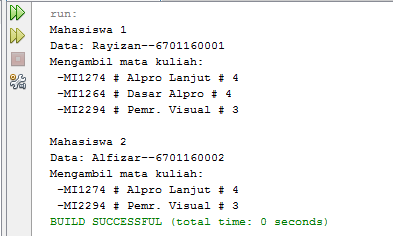 run:
Mahasiswa 1
Data: Rayizan--6701160001
Mengambil mata kuliah:
-MI1274 # Alpro Lanjut # 4
-MI1264 # Dasar Alpro # 4
-MI2294 # Pemr. Visual # 3
Mahasiswa 2
Data: Alfizar--6701160002
Mengambil mata kuliah:
-MI1274 # Alpro Lanjut # 4
-MI2294 # Pemr. Visual # 3
BUILD SUCCESSFUL (total time: 0 seconds)